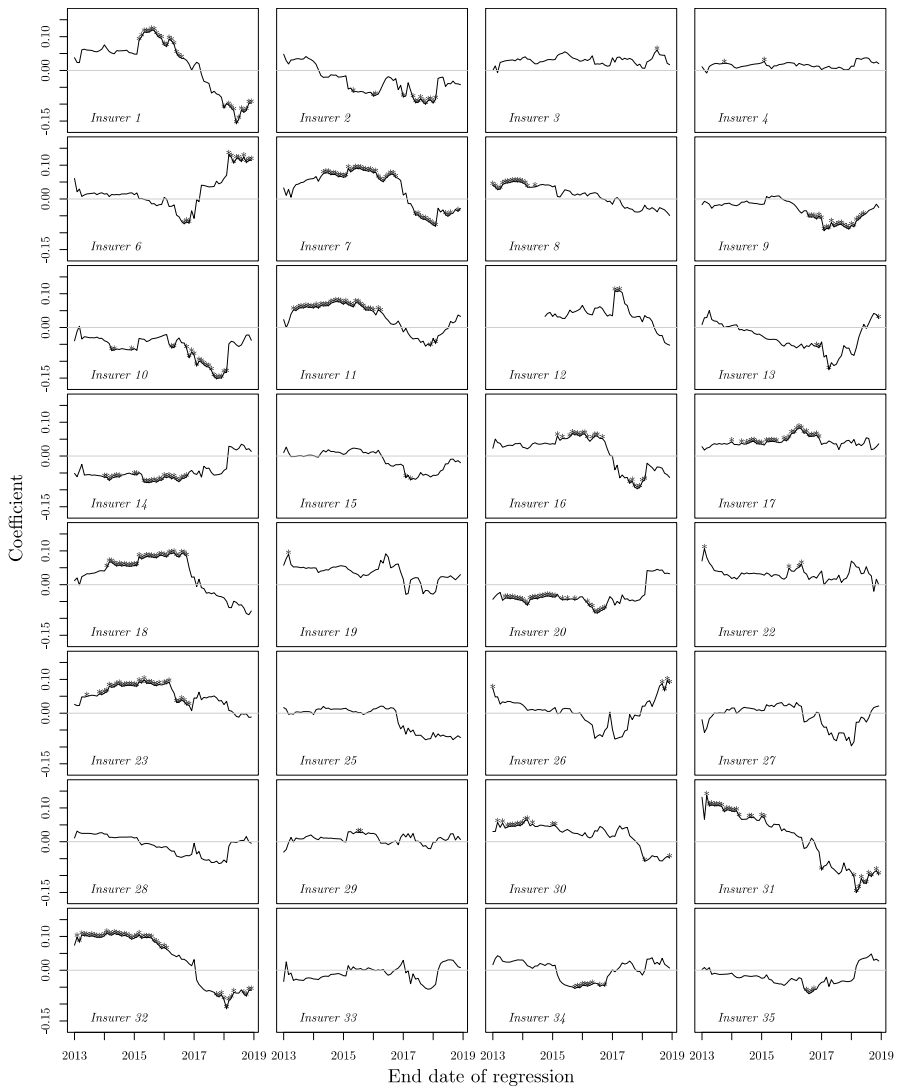 Coefficient
0.10
0.00
-0.15
Insurer 1
Insurer 2
Insurer 3
Insurer 4
0.10
0.00
-0.15
Insurer 6
Insurer 7
Insurer 8
Insurer 9
0.10
0.00
-0.15
Insurer 10
Insurer 11
Insurer 12
Insurer 13
0.10
0.00
-0.15
Insurer 14
Insurer 15
Insurer 16
Insurer 17
0.10
0.00
-0.15
Insurer 18
Insurer 19
Insurer 20
Insurer 22
0.10
0.00
-0.15
Insurer 23
Insurer 25
Insurer 26
Insurer 27
0.10
0.00
-0.15
Insurer 28
Insurer 29
Insurer 30
Insurer 31
0.10
0.00
-0.15
Insurer 32
Insurer 33
Insurer 34
Insurer 35
2013 2015 2017 2019 2013 2015 2017 2019 2013 2015 2017 2019 2013 2015 2017 2019
End date of regression